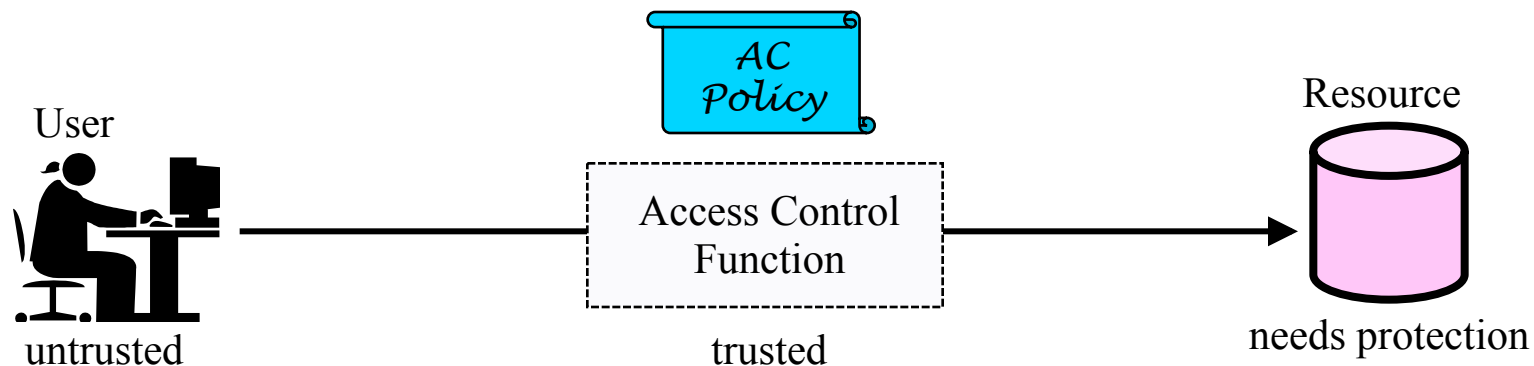 AC
Policy
User
Resource
Access Control
Function
untrusted
trusted
needs protection